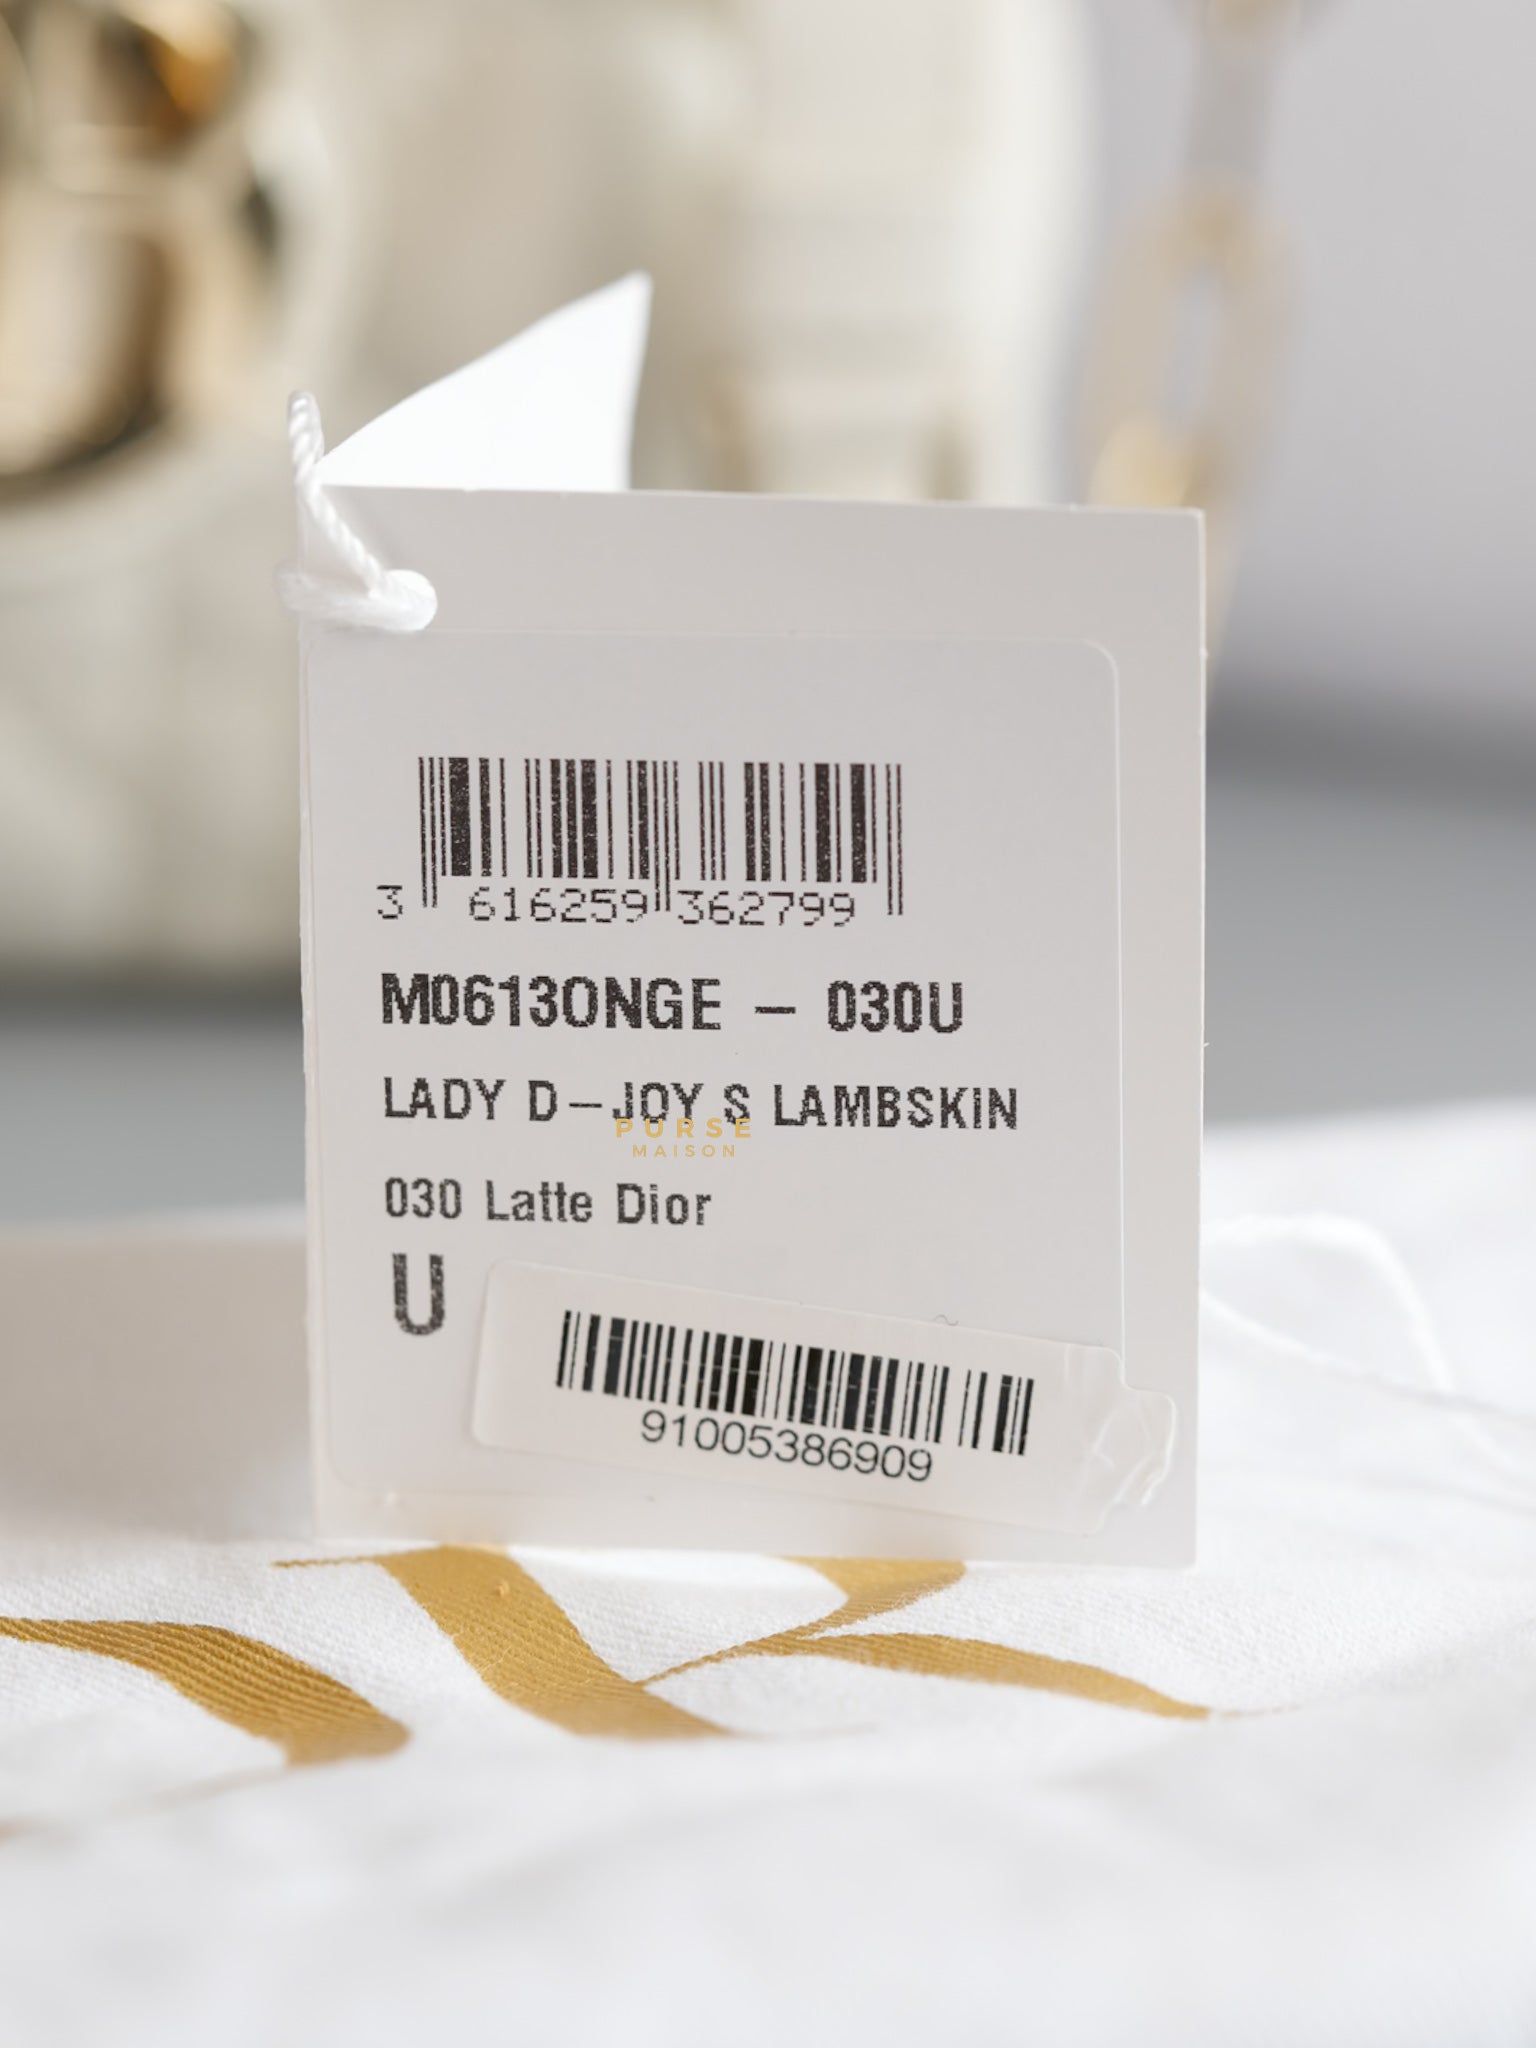 3 616259 362799
M0613ONGE – 030U
LADY D–JOY S LAMBSKIN
PURSE
MAISON
030 Latte Dior
U
91005386909